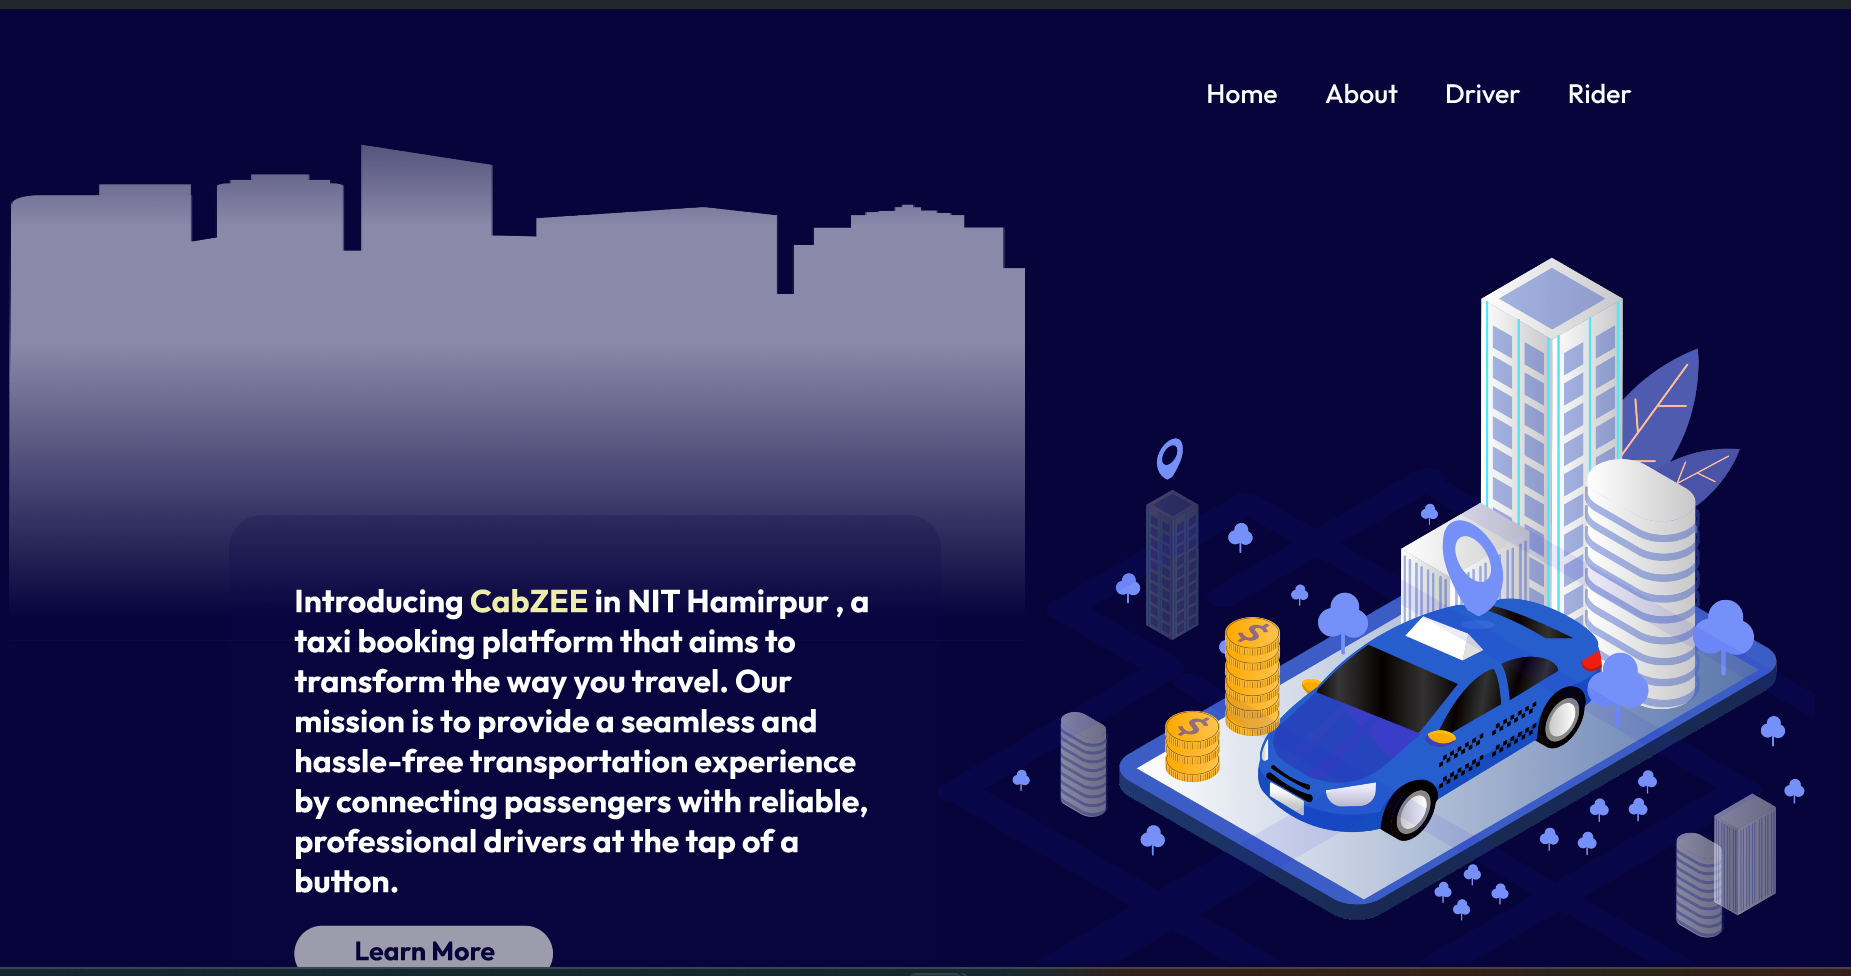 Home About Driver Rider
Introducing CabZEE in NIT Hamirpur , a
taxi booking platform that aims to
transform the way you travel. Our
mission is to provide a seamless and
hassle-free transportation experience
by connecting passengers with reliable,
professional drivers at the tap of a
button.
Learn More
$
$